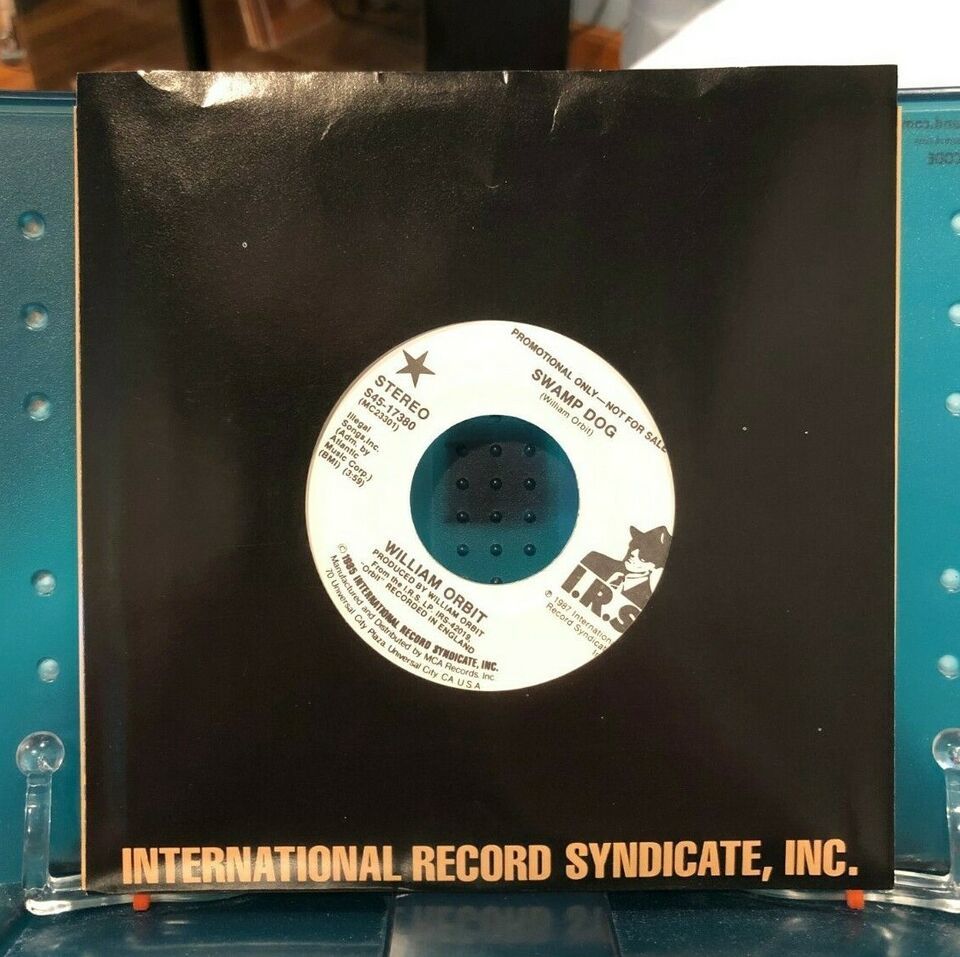 PROMOTIONAL ONLY—NOT FOR SALE
SWAMP DOG
(William Orbit)
STEREO
S45-17380
(MC23301)
Illegal
Songs, Inc.
(Adm. by
Atlantic
Music Corp.)
(BMI) (3:59)
WILLIAM ORBIT
PRODUCED BY WILLIAM ORBIT
From the I.R.S. LP, IRS-42019,
"Orbit" RECORDED IN ENGLAND
© 1985 INTERNATIONAL RECORD SYNDICATE, INC.
Manufactured and Distributed by MCA Records, Inc
70 Universal City Plaza Universal City CA U S A
I.R.S
℗ 1987 Internation
Record Syndica
INTERNATIONAL RECORD SYNDICATE, INC.